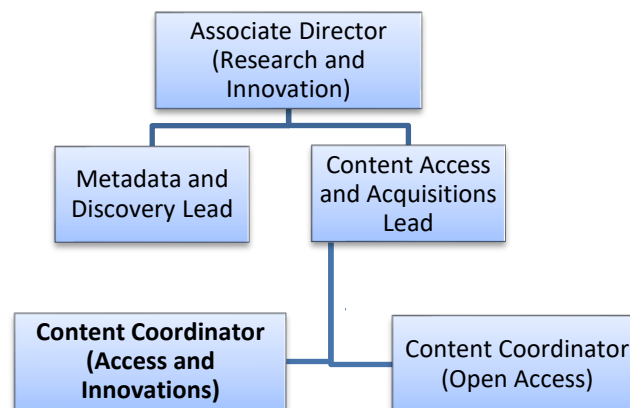 Associate Director
(Research and
Innovation)
Metadata and
Discovery Lead
Content Access
and Acquisitions
Lead
Content Coordinator
(Access and
Innovations)
Content Coordinator
(Open Access)